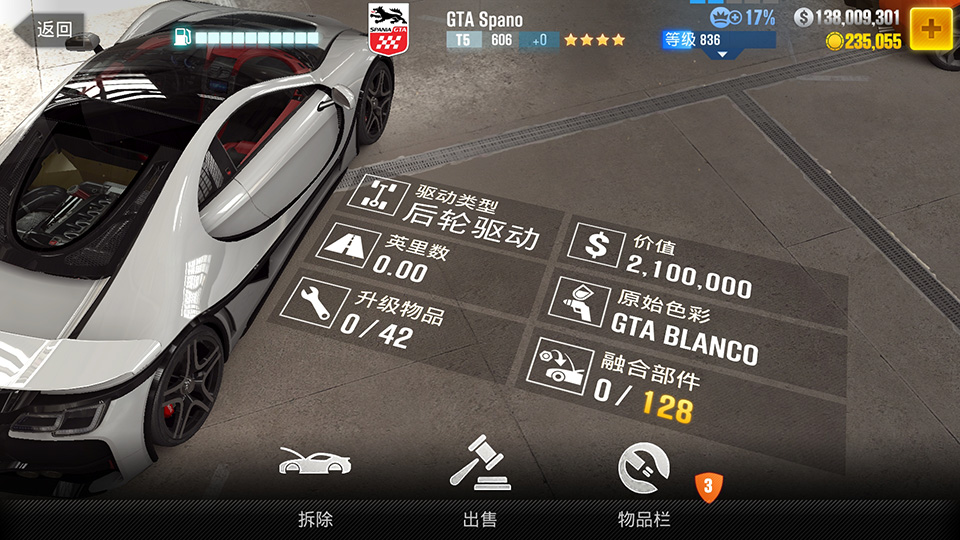 返回
SPANIA GTA
GTA Spano
T5 606 +0
17%
等级 836
$ 138,009,301
235,055
驱动类型
后轮驱动
英里数
0.00
升级物品
0/42
价值
2,100,000
原始色彩
GTA BLANCO
融合部件
0/128
拆除
出售
物品栏
3